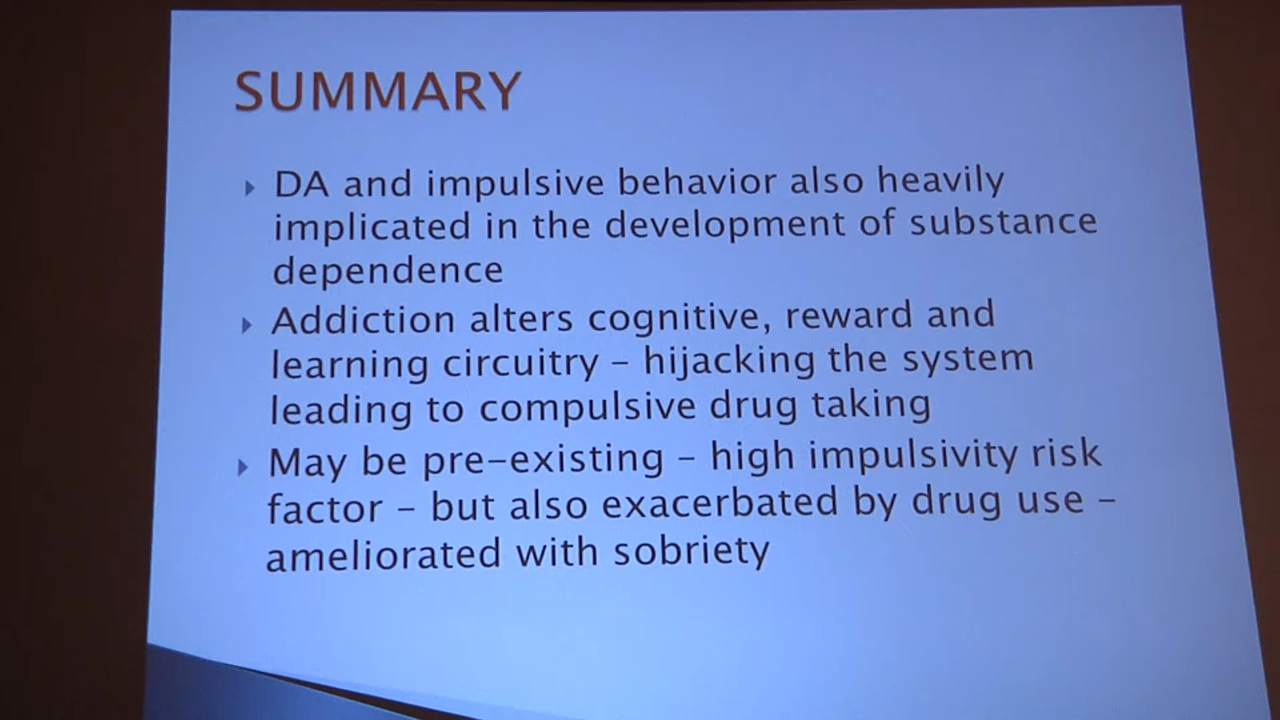 SUMMARY
DA and impulsive behavior also heavily
implicated in the development of substance
dependence
Addiction alters cognitive, reward and
learning circuitry – hijacking the system
leading to compulsive drug taking
May be pre-existing – high impulsivity risk
factor – but also exacerbated by drug use –
ameliorated with sobriety